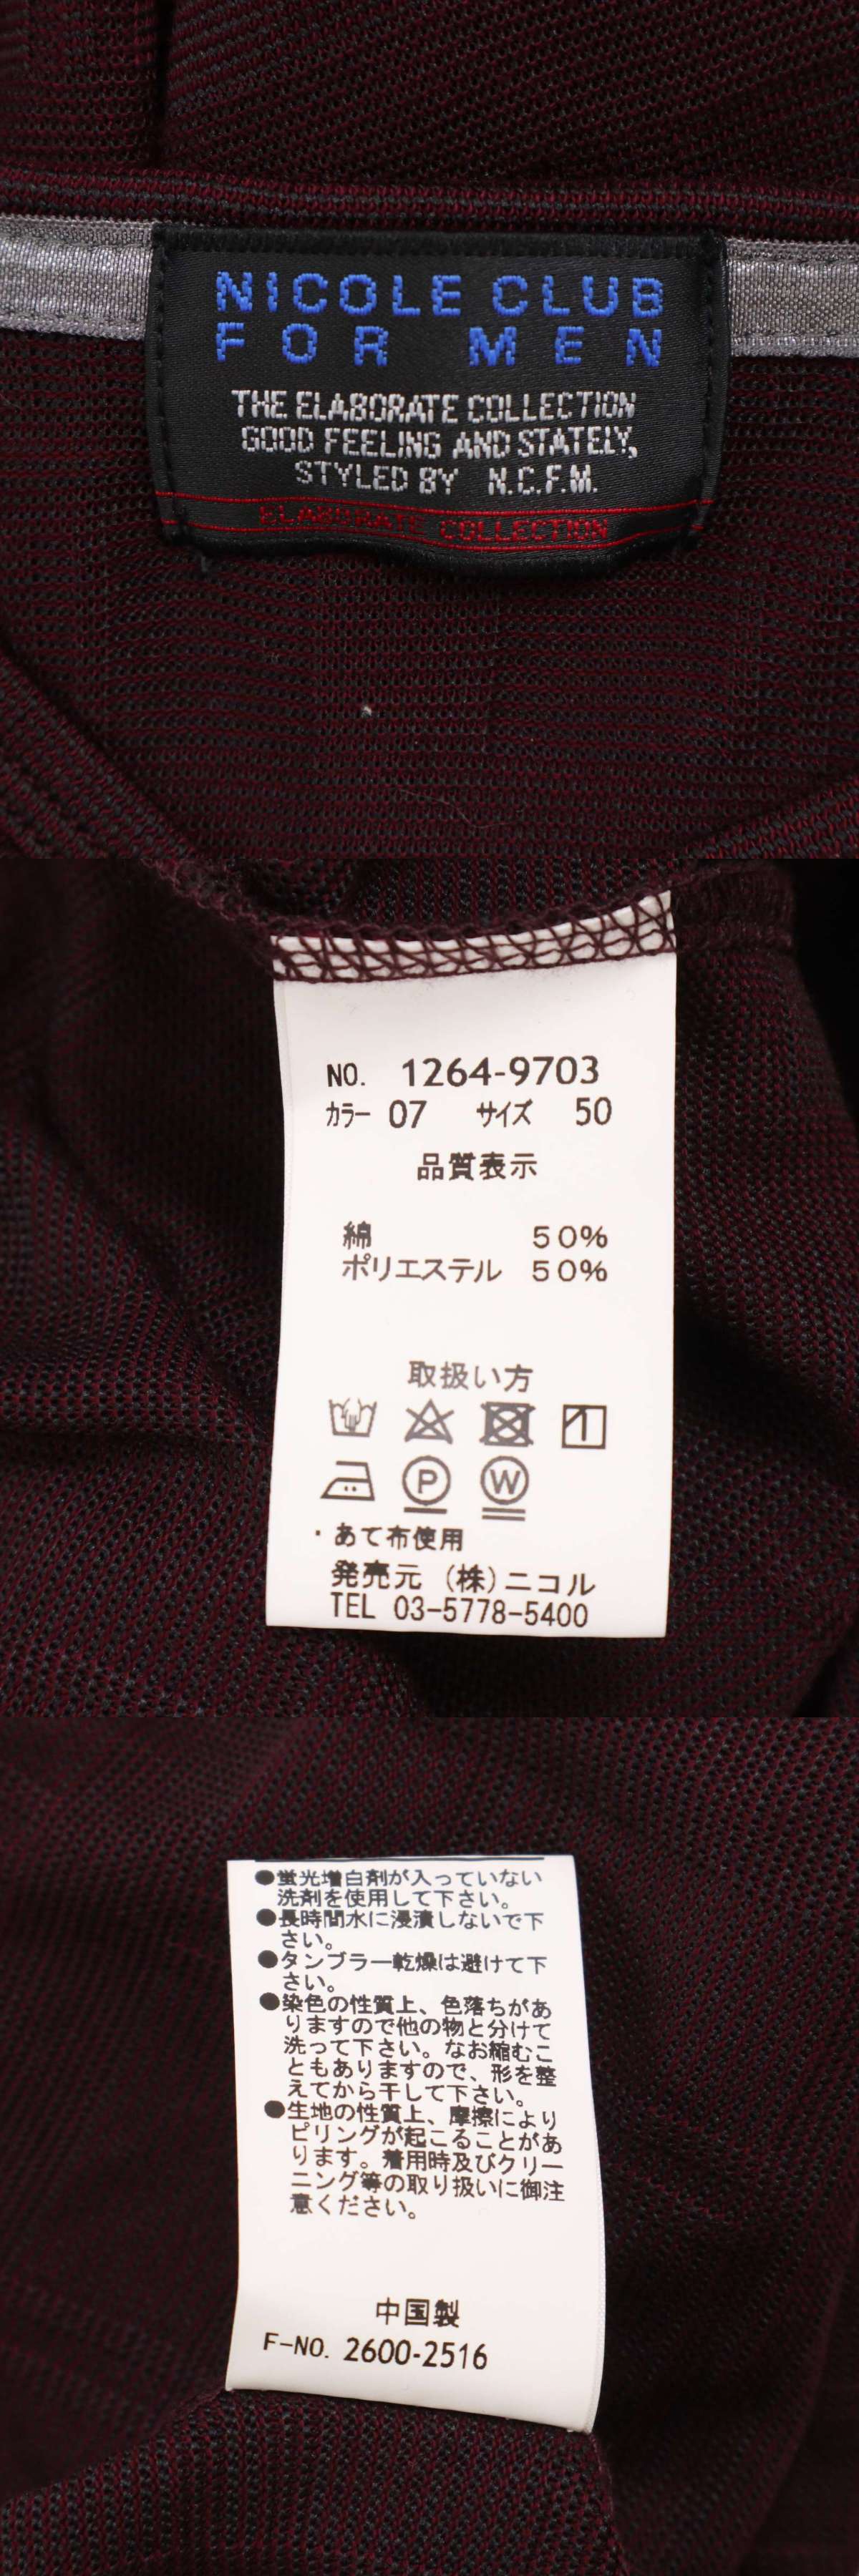 NICOLE CLUB
FOR MEN
THE ELABORATE COLLECTION
GOOD FEELING AND STATELY,
STYLED BY N.C.F.M.
ELABORATE COLLECTION
NO. 1264-9703
カラー 07 サイズ 50
品質表示
綿 50%
ポリエステル 50%
取扱い方
P W
・あて布使用
発売元 (株)ニコル
TEL 03-5778-5400
●蛍光増白剤が入っていない
洗剤を使用して下さい。
●長時間水に浸漬しないで下
さい。
●タンブラー乾燥は避けて下
さい。
●染色の性質上、色落ちがあ
りますので他の物と分けて
洗って下さい。なお縮むこ
ともありますので、形を整
えてから干して下さい。
●生地の性質上、摩擦により
ピリングが起こることがあ
ります。着用時及びクリー
ニング等の取り扱いに御注
意ください。
中国製
F-NO. 2600-2516